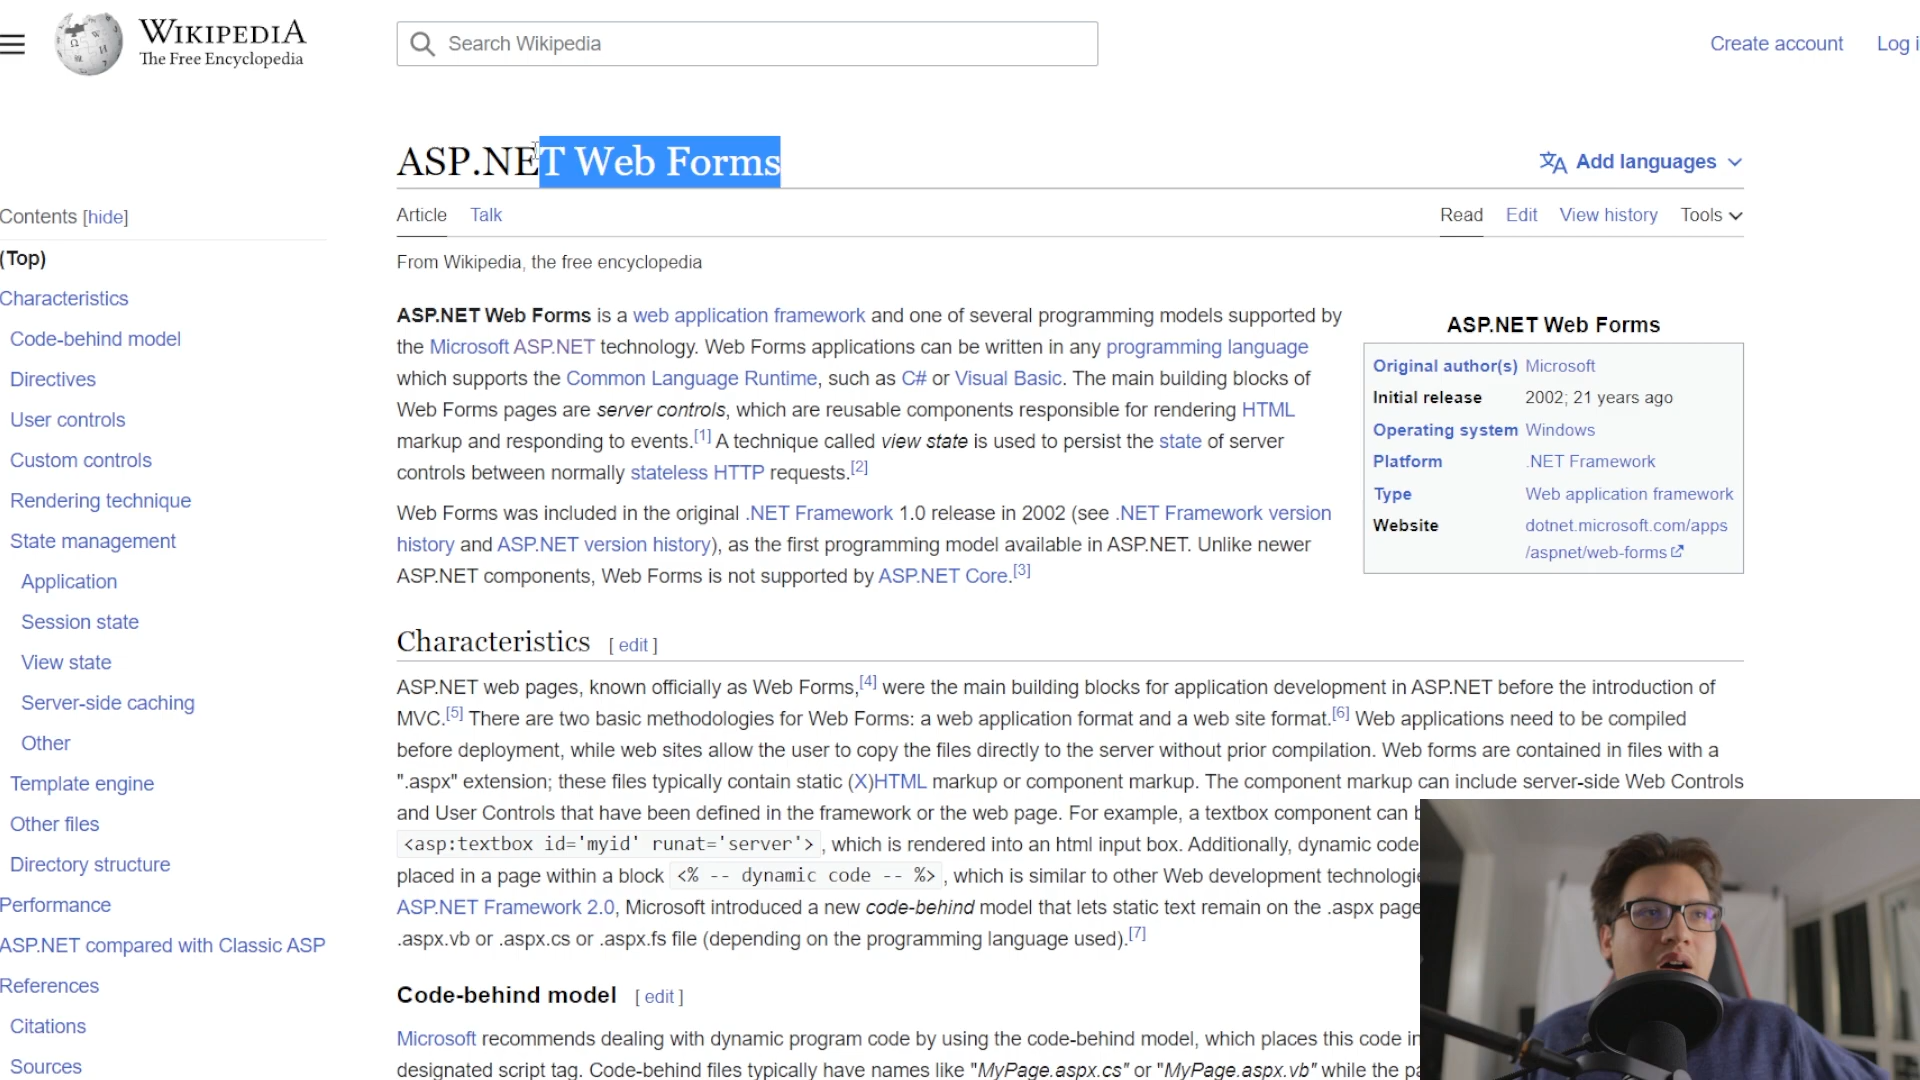 WIKIPEDIA
The Free Encyclopedia
Search Wikipedia
Create account
Log i
ASP.NET Web Forms
Add languages
Contents [hide]
(Top)
Characteristics
Code-behind model
Directives
User controls
Custom controls
Rendering technique
State management
Application
Session state
View state
Server-side caching
Other
Template engine
Other files
Directory structure
Performance
ASP.NET compared with Classic ASP
References
Citations
Sources
Article Talk
Read Edit View history Tools
From Wikipedia, the free encyclopedia
ASP.NET Web Forms is a web application framework and one of several programming models supported by
the Microsoft ASP.NET technology. Web Forms applications can be written in any programming language
which supports the Common Language Runtime, such as C# or Visual Basic. The main building blocks of
Web Forms pages are server controls, which are reusable components responsible for rendering HTML
markup and responding to events.[1] A technique called view state is used to persist the state of server
controls between normally stateless HTTP requests.[2]
Web Forms was included in the original .NET Framework 1.0 release in 2002 (see .NET Framework version
history and ASP.NET version history), as the first programming model available in ASP.NET. Unlike newer
ASP.NET components, Web Forms is not supported by ASP.NET Core.[3]
ASP.NET Web Forms
Original author(s) Microsoft
Initial release 2002; 21 years ago
Operating system Windows
Platform .NET Framework
Type Web application framework
Website dotnet.microsoft.com/apps
/aspnet/web-forms
Characteristics [ edit ]
ASP.NET web pages, known officially as Web Forms,[4] were the main building blocks for application development in ASP.NET before the introduction of
MVC.[5] There are two basic methodologies for Web Forms: a web application format and a web site format.[6] Web applications need to be compiled
before deployment, while web sites allow the user to copy the files directly to the server without prior compilation. Web forms are contained in files with a
".aspx" extension; these files typically contain static (X)HTML markup or component markup. The component markup can include server-side Web Controls
and User Controls that have been defined in the framework or the web page. For example, a textbox component can b
<asp:textbox id='myid' runat='server'> , which is rendered into an html input box. Additionally, dynamic code
placed in a page within a block <% -- dynamic code -- %> , which is similar to other Web development technologie
ASP.NET Framework 2.0, Microsoft introduced a new code-behind model that lets static text remain on the .aspx page
.aspx.vb or .aspx.cs or .aspx.fs file (depending on the programming language used).[7]
Code-behind model [ edit ]
Microsoft recommends dealing with dynamic program code by using the code-behind model, which places this code in
designated script tag. Code-behind files typically have names like "MyPage.aspx.cs" or "MyPage.aspx.vb" while the pa